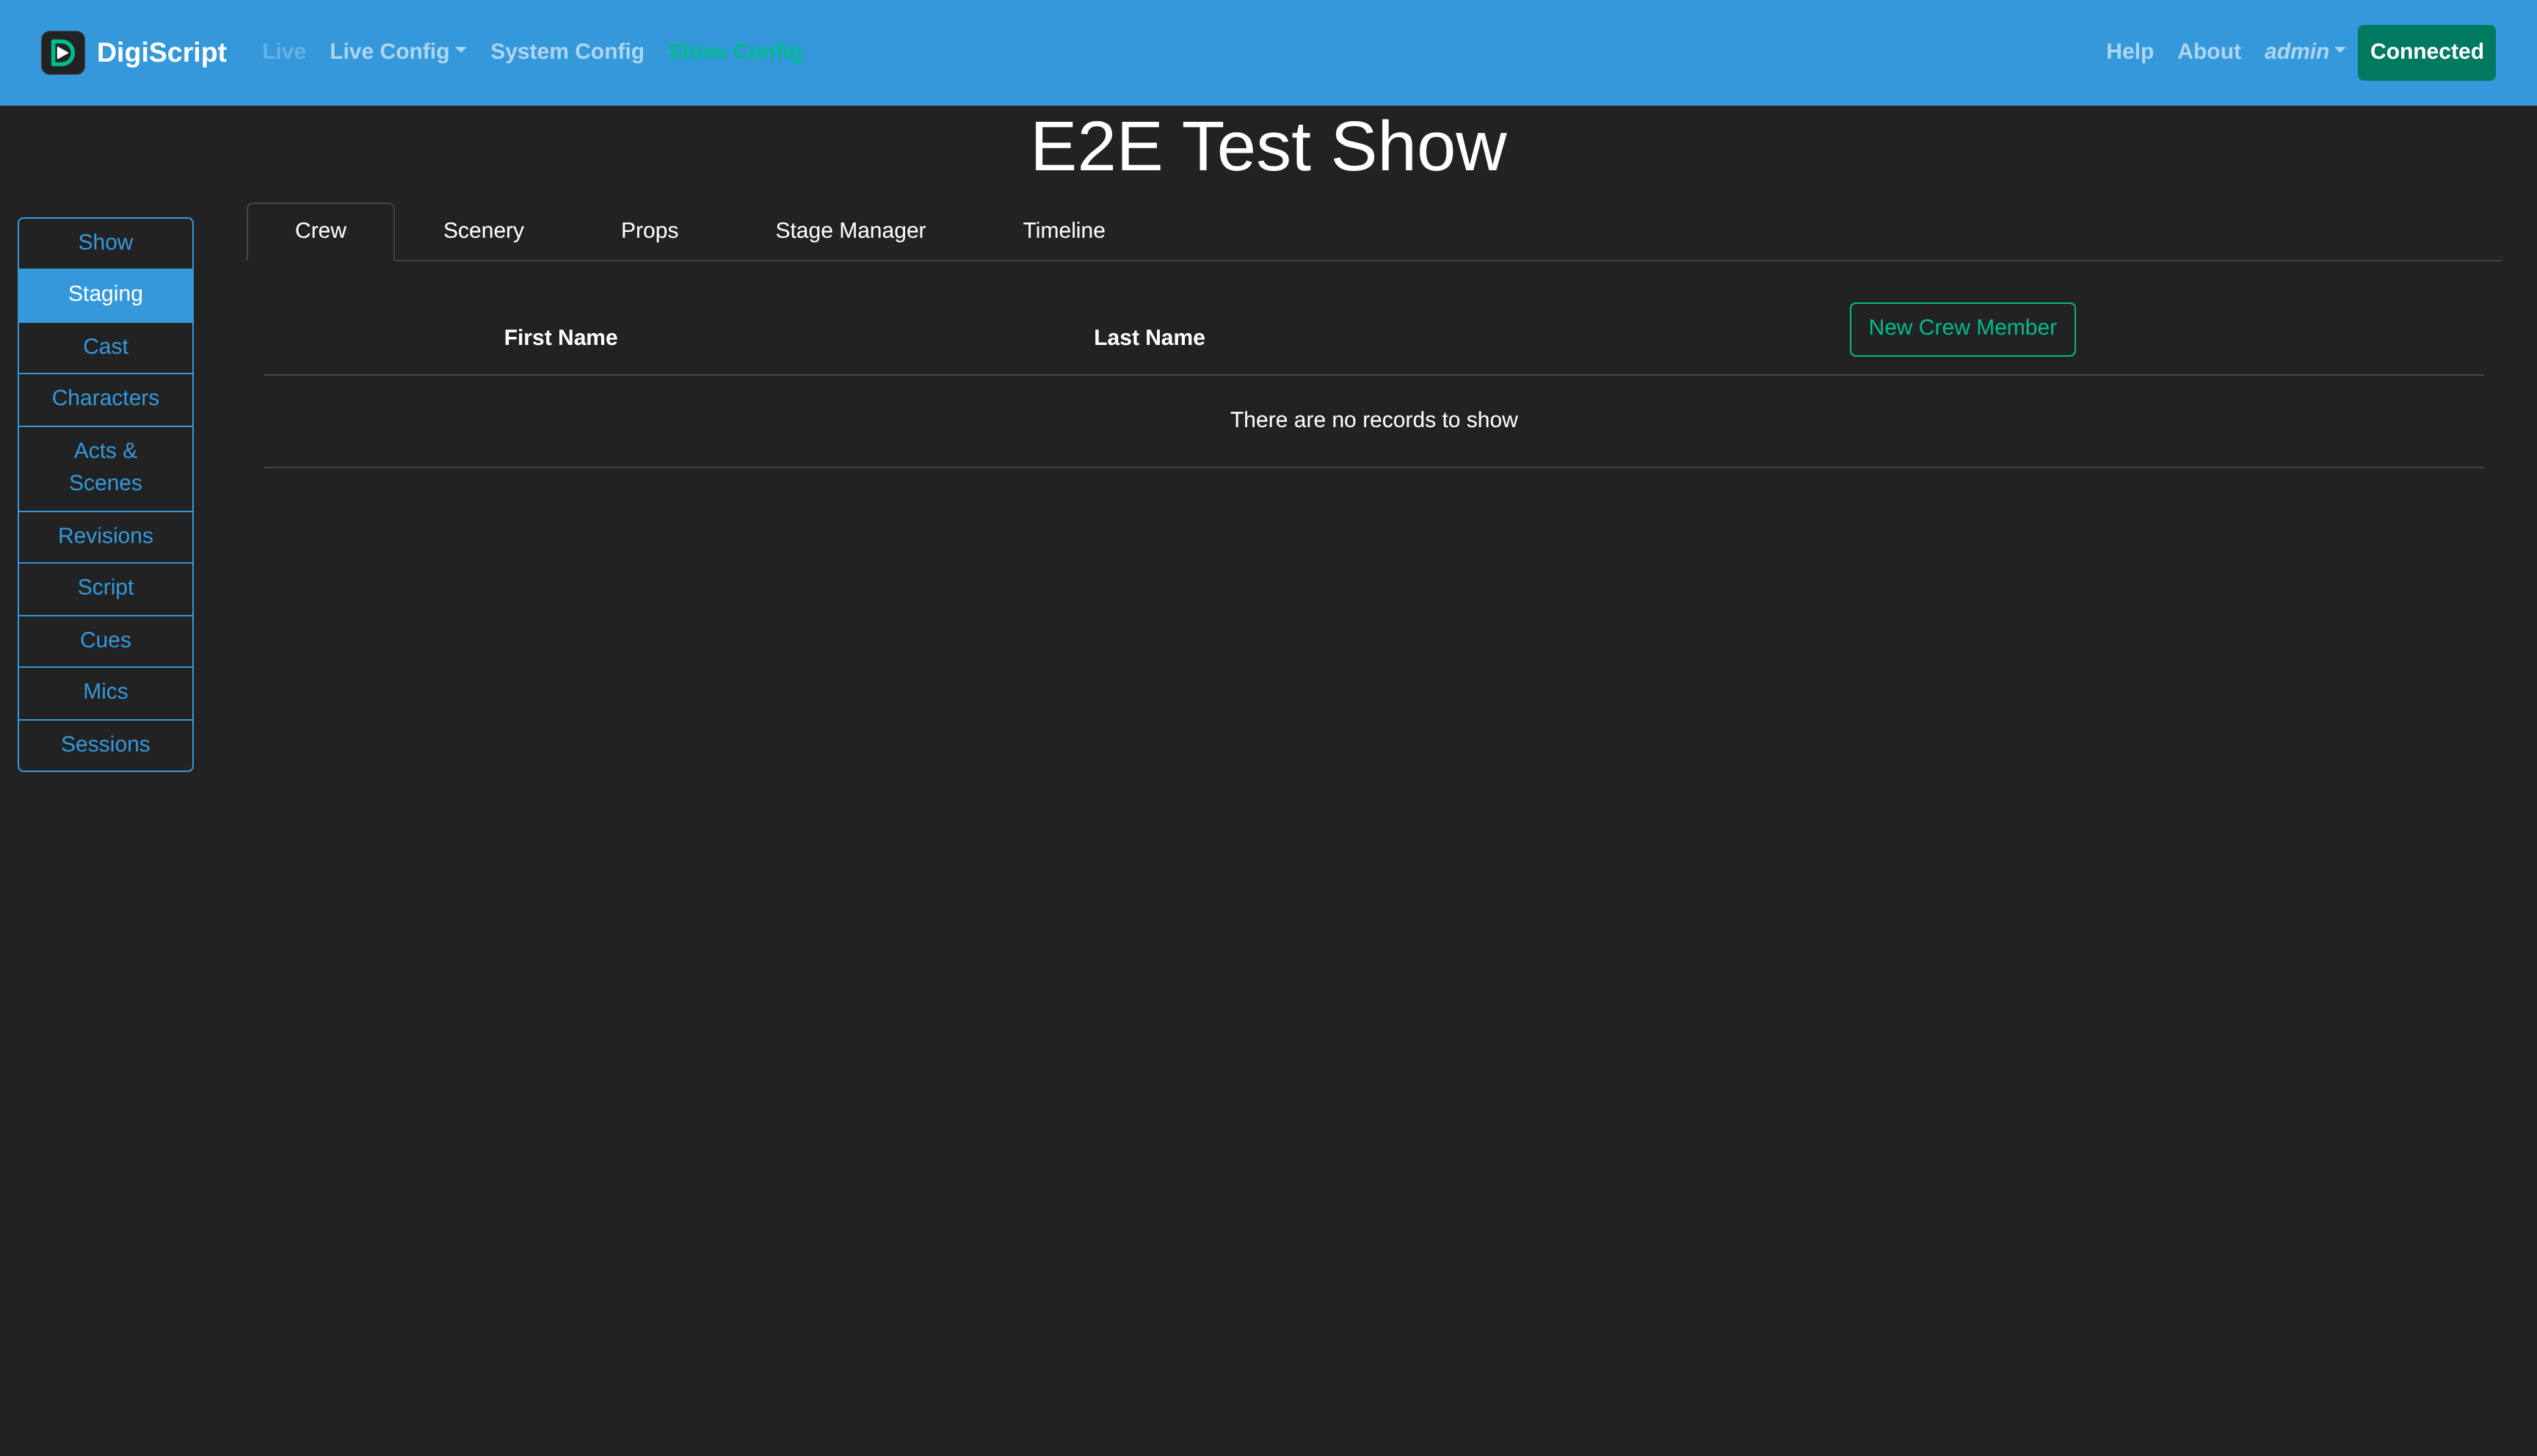 DigiScript Live Live Config System Config Show Config Help About admin Connected
E2E Test Show
Show
Staging
Cast
Characters
Acts &
Scenes
Revisions
Script
Cues
Mics
Sessions
Crew Scenery Props Stage Manager Timeline
First Name Last Name New Crew Member
There are no records to show